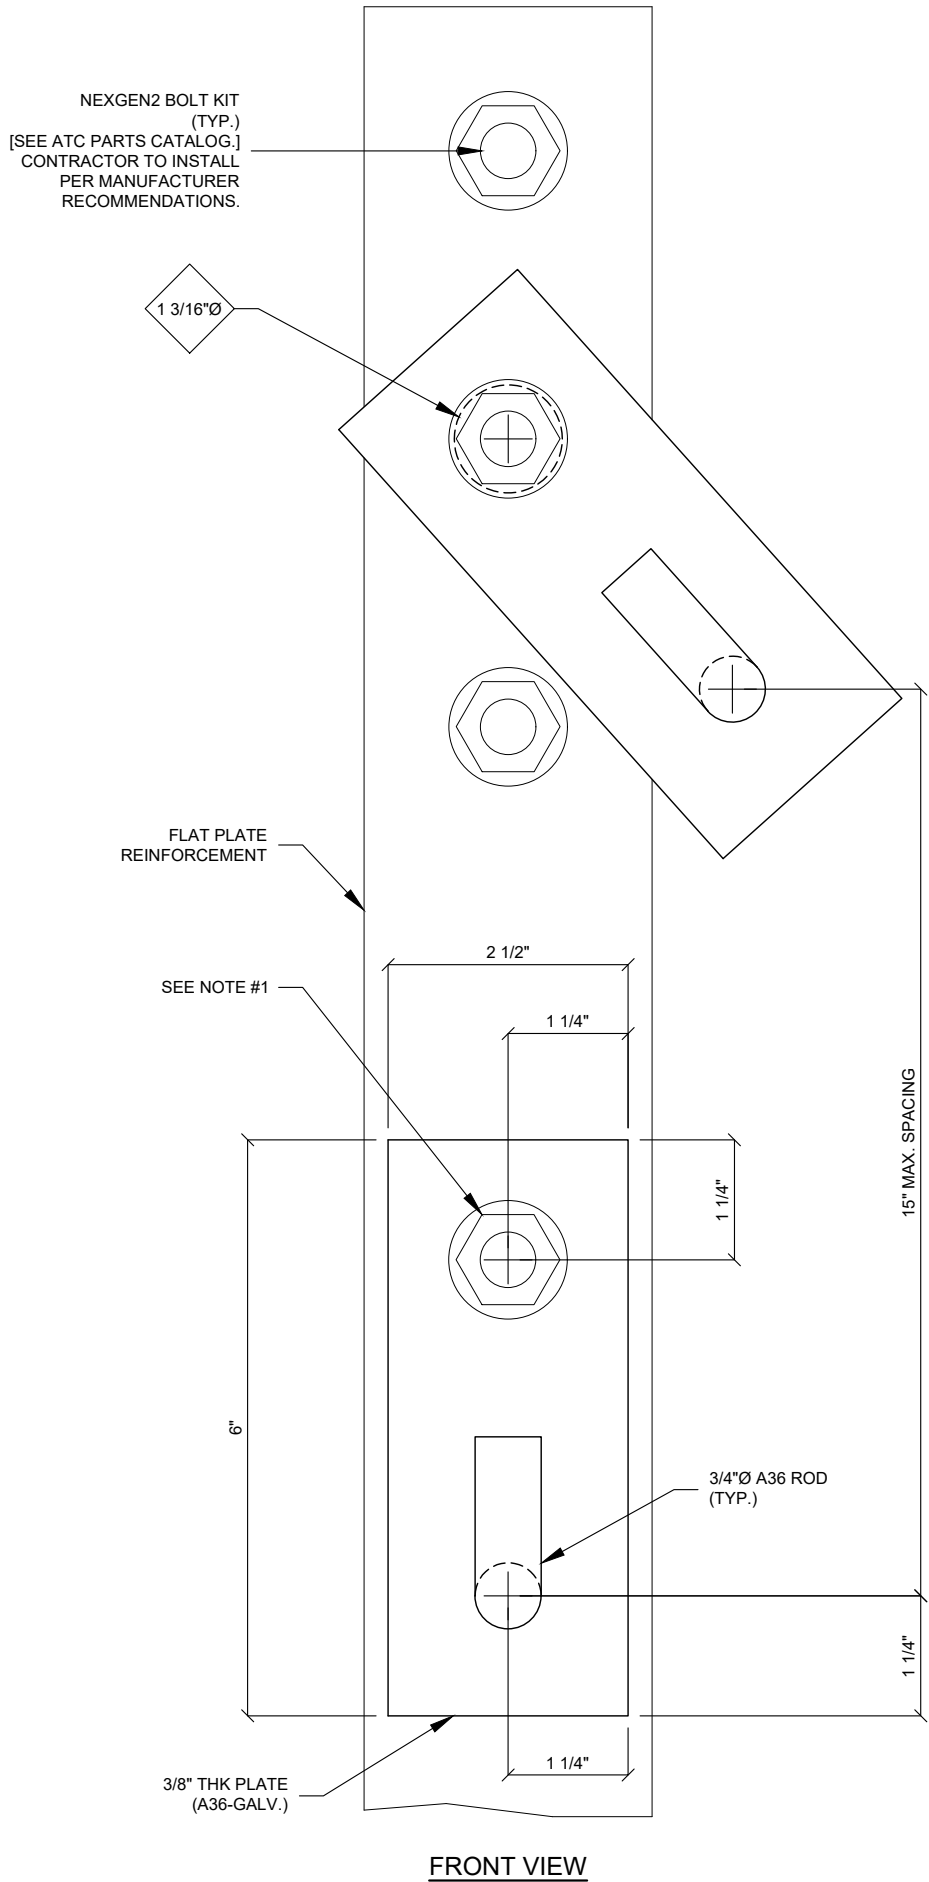 NEXGEN2 BOLT KIT
(TYP.)
[SEE ATC PARTS CATALOG.]
CONTRACTOR TO INSTALL
PER MANUFACTURER
RECOMMENDATIONS.
1 3/16"Ø
FLAT PLATE
REINFORCEMENT
2 1/2"
SEE NOTE #1
1 1/4"
15" MAX. SPACING
1 1/4"
6"
3/4"Ø A36 ROD
(TYP.)
1 1/4"
1 1/4"
3/8" THK PLATE
(A36-GALV.)
FRONT VIEW